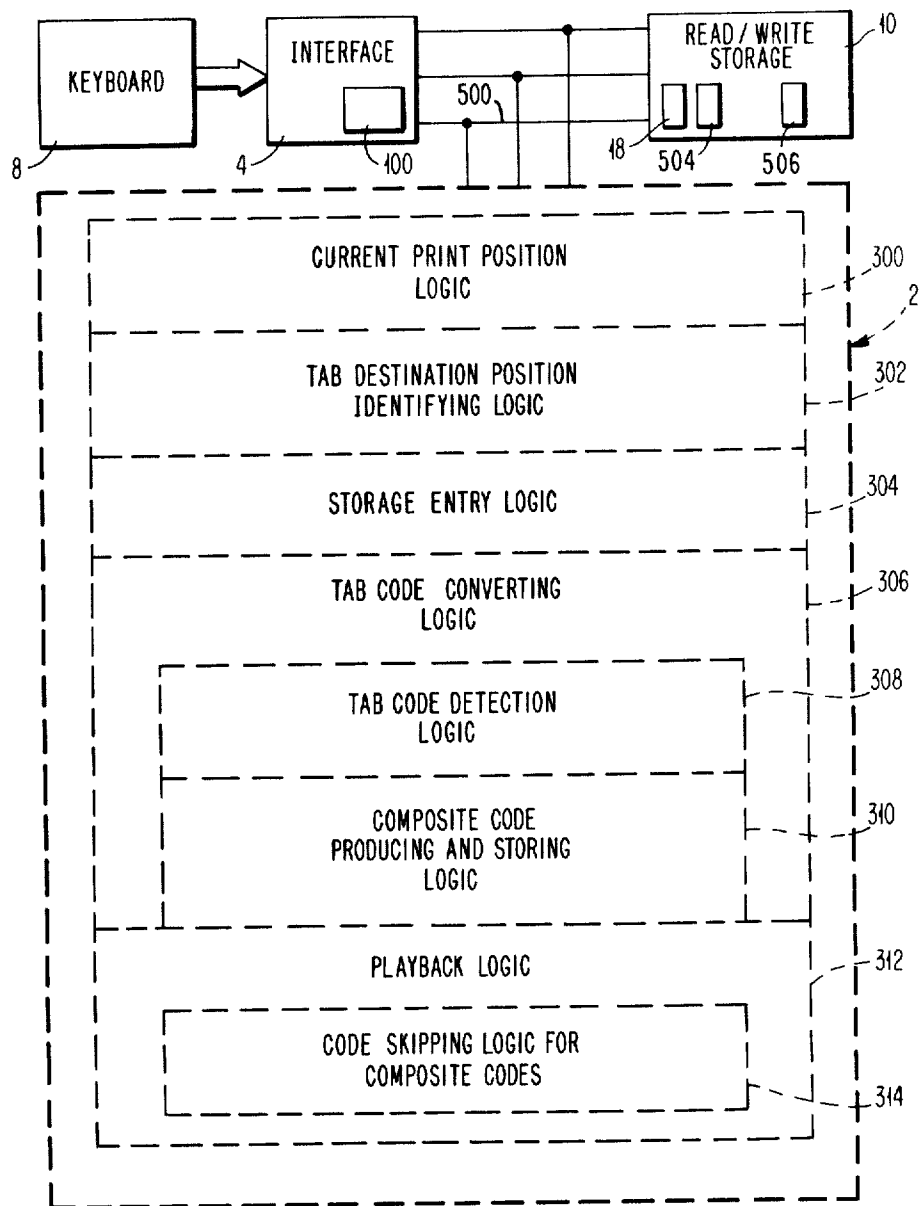 KEYBOARD
8
INTERFACE
4
100
500
READ / WRITE
STORAGE
10
18
504
506
CURRENT PRINT POSITION
LOGIC
300
2
TAB DESTINATION POSITION
IDENTIFYING LOGIC
302
STORAGE ENTRY LOGIC
304
TAB CODE CONVERTING
LOGIC
306
TAB CODE DETECTION
LOGIC
308
COMPOSITE CODE
PRODUCING AND STORING
LOGIC
310
PLAYBACK LOGIC
312
CODE SKIPPING LOGIC FOR
COMPOSITE CODES
314